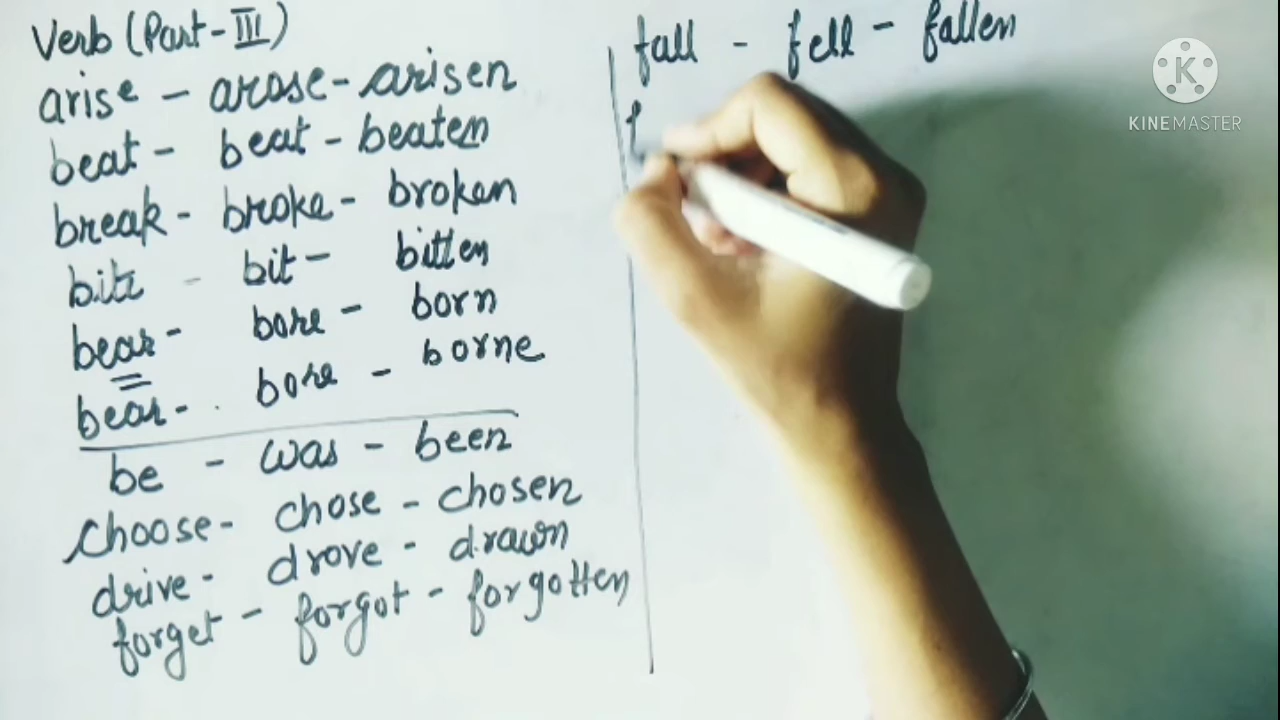 Verb (Part-III)
arise - arose - arisen
beat - beat - beaten
break - broke - broken
bite - bit - bitten
bear - bore - born
bear - bore - borne
be - was - been
choose - chose - chosen
drive - drove - drawn
forget - forgot - forgotten
fall - fell - fallen
f
KINEMASTER